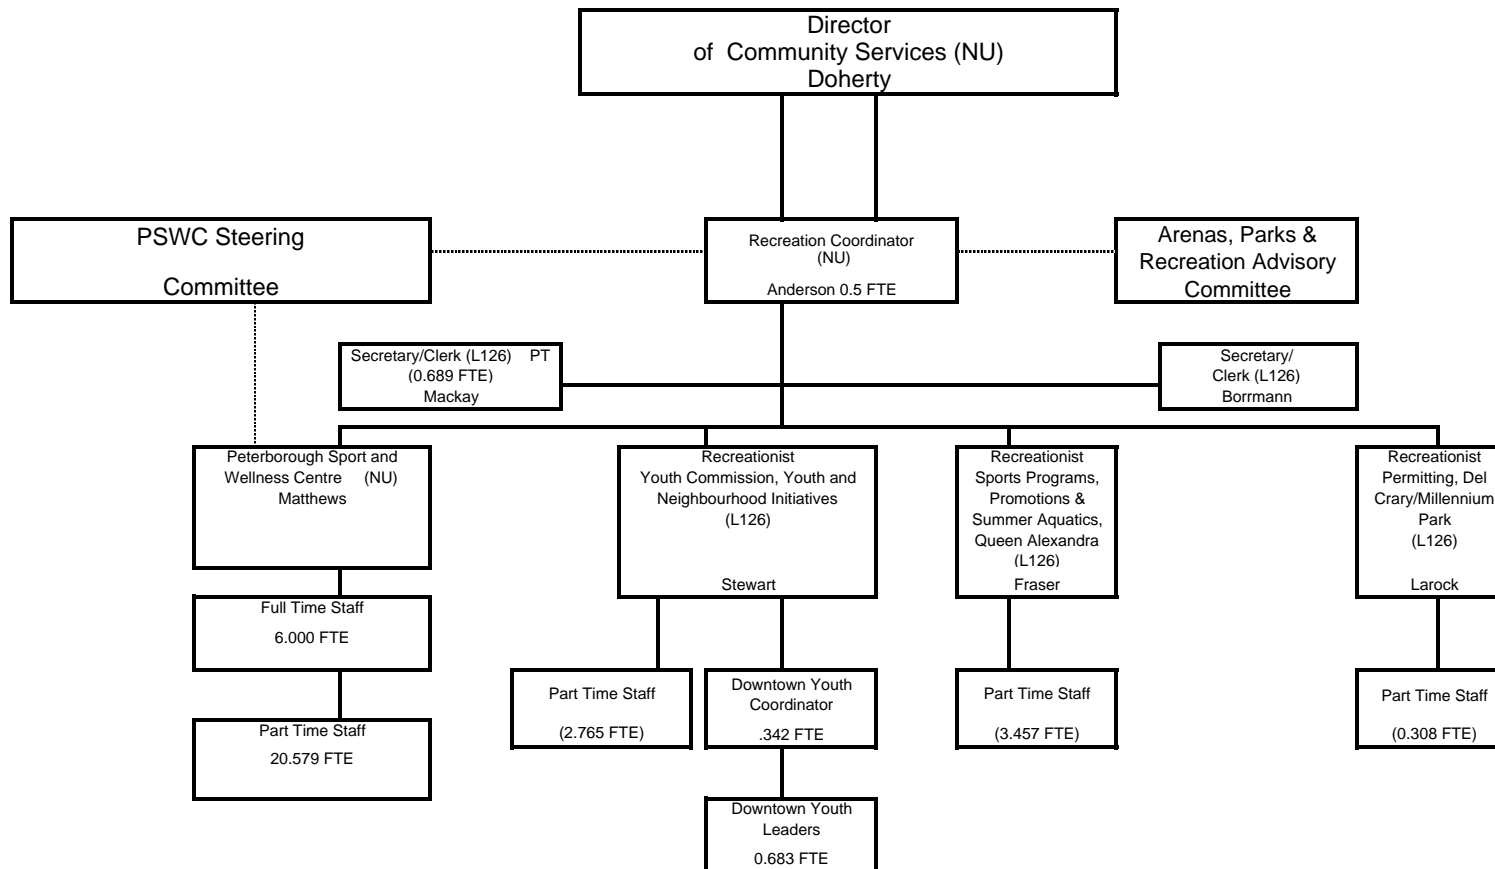 Director
of Community Services (NU)
Doherty
PSWC Steering
Committee
Recreation Coordinator
(NU)
Anderson 0.5 FTE
Arenas, Parks &
Recreation Advisory
Committee
Secretary/Clerk (L126) PT
(0.689 FTE)
Mackay
Secretary/
Clerk (L126)
Borrmann
Peterborough Sport and
Wellness Centre (NU)
Matthews
Recreationist
Youth Commission, Youth and
Neighbourhood Initiatives
(L126)
Stewart
Recreationist
Sports Programs,
Promotions &
Summer Aquatics,
Queen Alexandra
(L126)
Fraser
Recreationist
Permitting, Del
Crary/Millennium
Park
(L126)
Larock
Full Time Staff
6.000 FTE
Part Time Staff
20.579 FTE
Part Time Staff
(2.765 FTE)
Downtown Youth
Coordinator
.342 FTE
Part Time Staff
(3.457 FTE)
Part Time Staff
(0.308 FTE)
Downtown Youth
Leaders
0.683 FTE